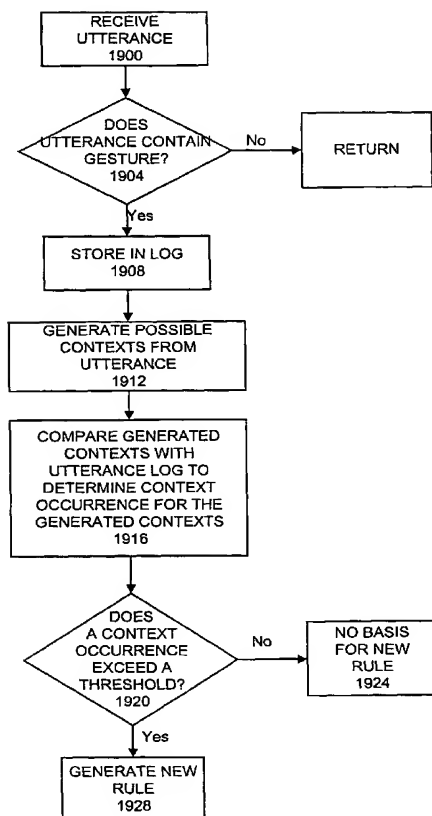 RECEIVE
UTTERANCE
1900
DOES
UTTERANCE CONTAIN
GESTURE?
1904
No
RETURN
Yes
STORE IN LOG
1908
GENERATE POSSIBLE
CONTEXTS FROM
UTTERANCE
1912
COMPARE GENERATED
CONTEXTS WITH
UTTERANCE LOG TO
DETERMINE CONTEXT
OCCURRENCE FOR THE
GENERATED CONTEXTS
1916
DOES
A CONTEXT
OCCURRENCE
EXCEED A
THRESHOLD?
1920
No
NO BASIS
FOR NEW
RULE
1924
Yes
GENERATE NEW
RULE
1928